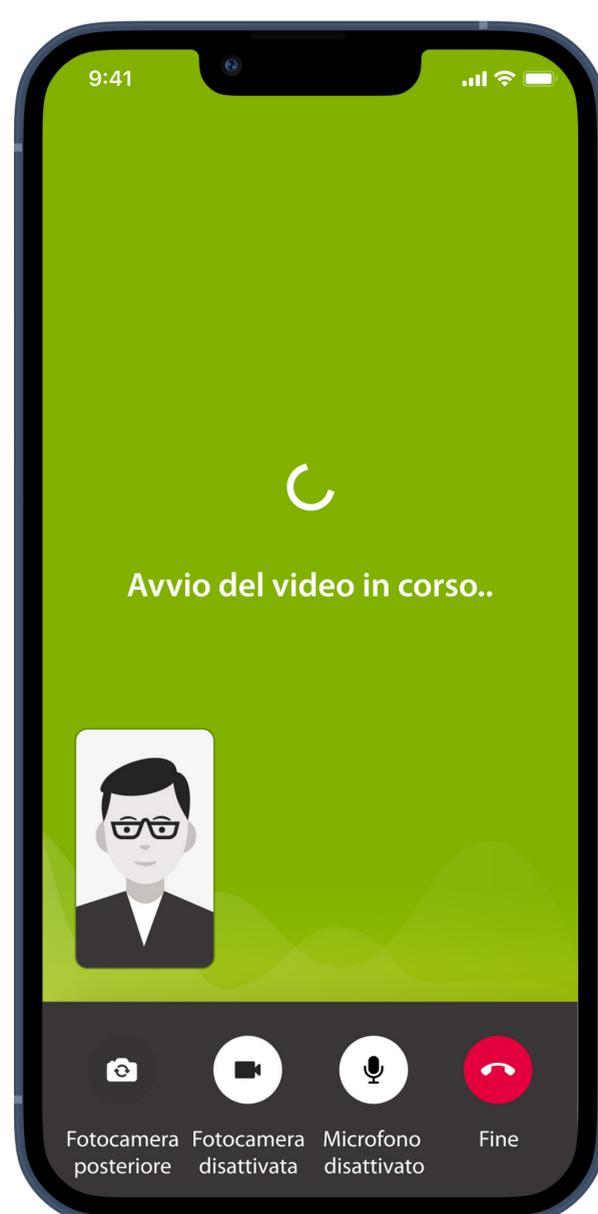 9:41
Avvio del video in corso..
Fotocamera posteriore
Fotocamera disattivata
Microfono disattivato
Fine